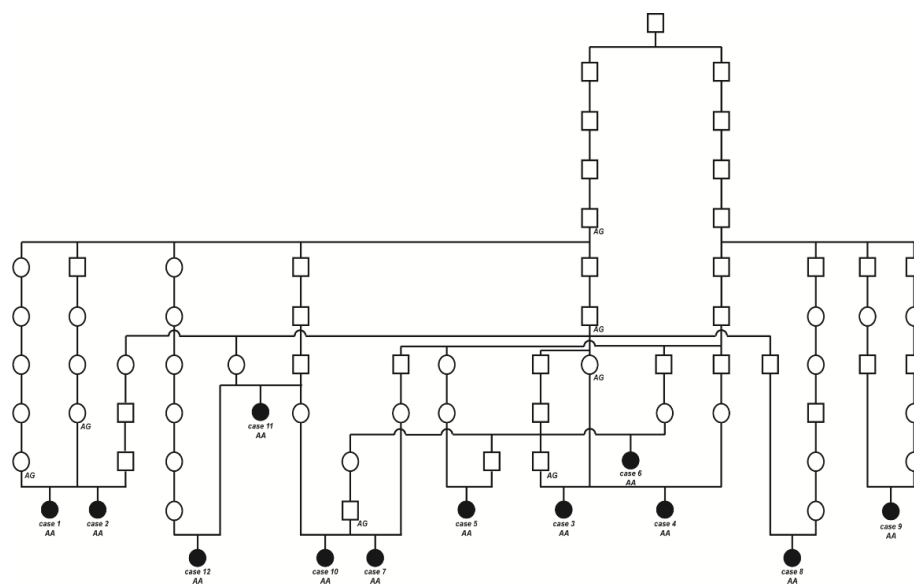 AG
AG
AG
case 11
AA
AG
AG
AG
case 6
AA
case 1
AA
case 2
AA
AG
case 5
AA
case 3
AA
case 4
AA
case 9
AA
case 12
AA
case 10
AA
case 7
AA
case 8
AA